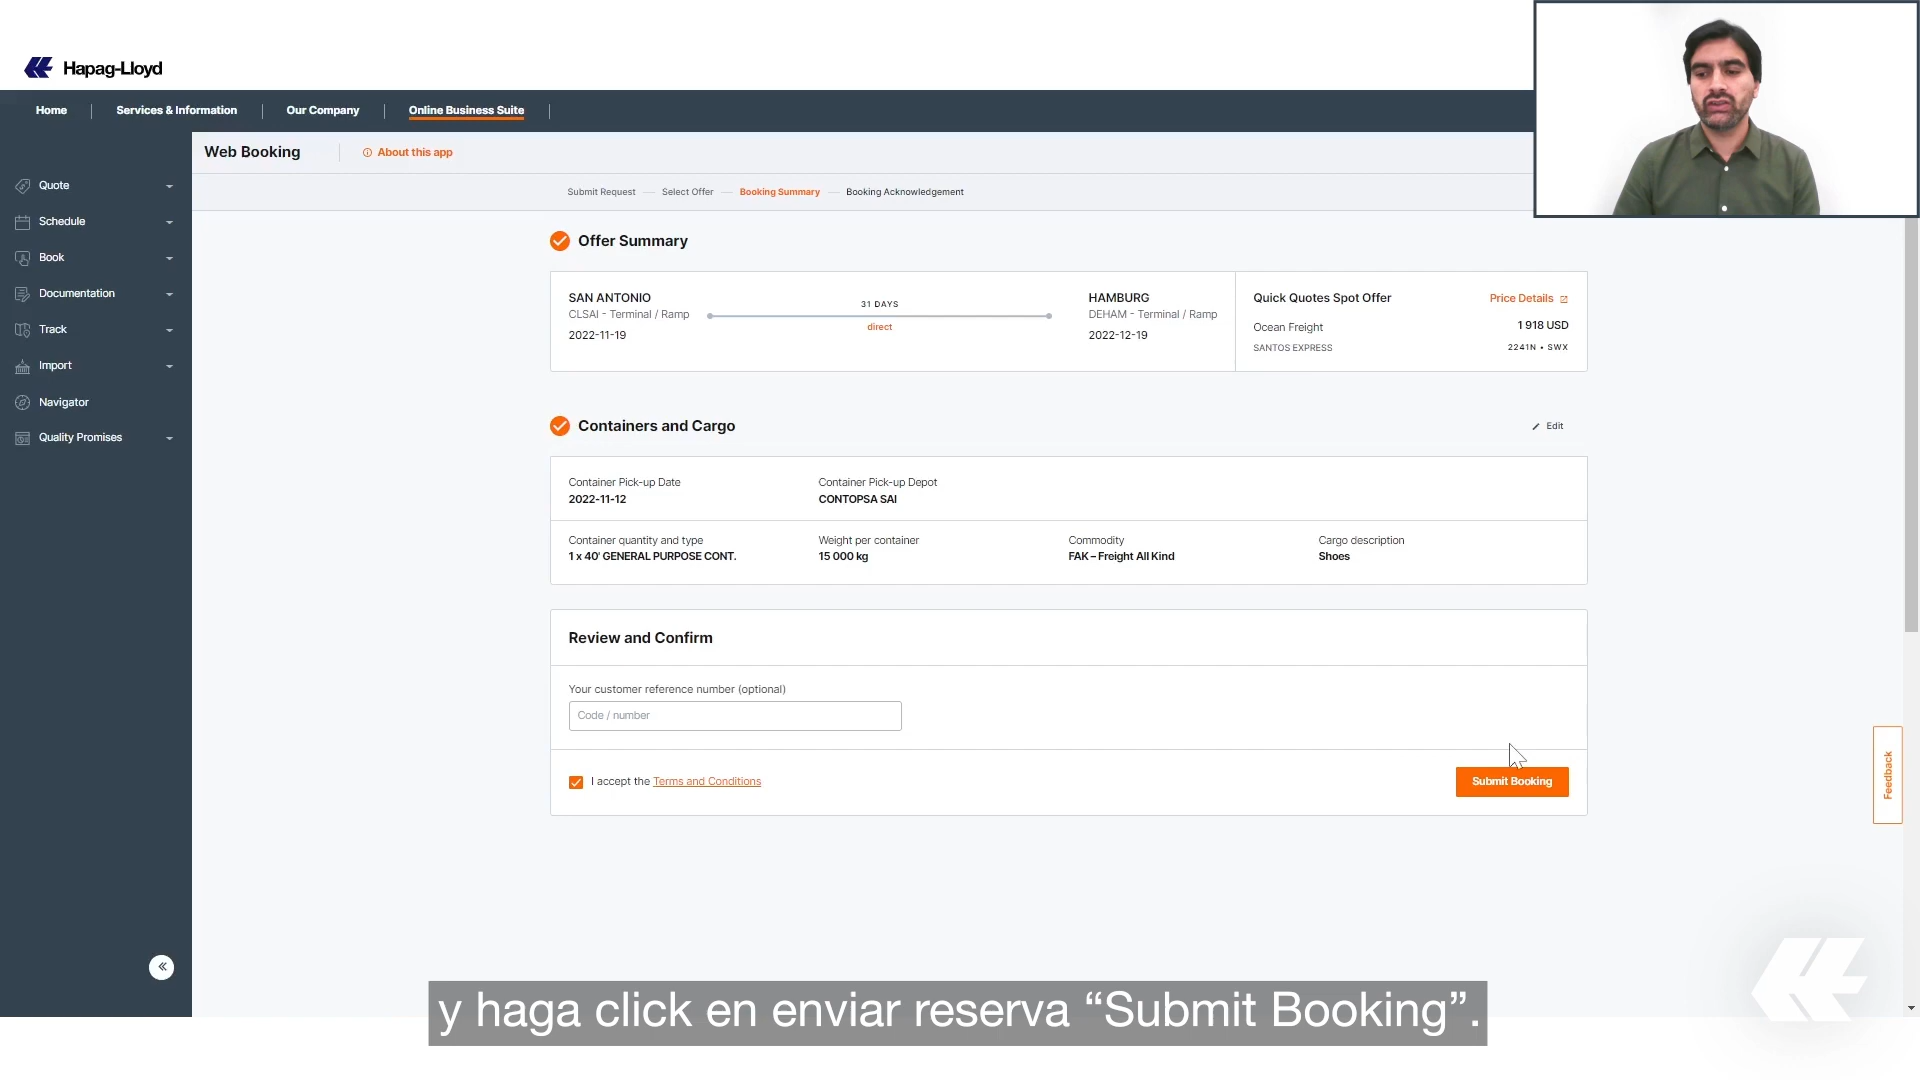 Hapag-Lloyd
Home
Services & Information
Our Company
Online Business Suite
Web Booking
About this app
Submit Request
Select Offer
Booking Summary
Booking Acknowledgement
Quote
Schedule
Book
Documentation
Track
Import
Navigator
Quality Promises
Offer Summary
SAN ANTONIO
CLSAI - Terminal / Ramp
2022-11-19
31 DAYS
direct
HAMBURG
DEHAM - Terminal / Ramp
2022-12-19
Quick Quotes Spot Offer
Price Details
Ocean Freight
1 918 USD
SANTOS EXPRESS
2241N • SWX
Containers and Cargo
Edit
Container Pick-up Date
2022-11-12
Container Pick-up Depot
CONTOPSA SAI
Container quantity and type
1 x 40' GENERAL PURPOSE CONT.
Weight per container
15 000 kg
Commodity
FAK – Freight All Kind
Cargo description
Shoes
Review and Confirm
Your customer reference number (optional)
Code / number
I accept the Terms and Conditions
Submit Booking
Feedback
y haga click en enviar reserva “Submit Booking”.